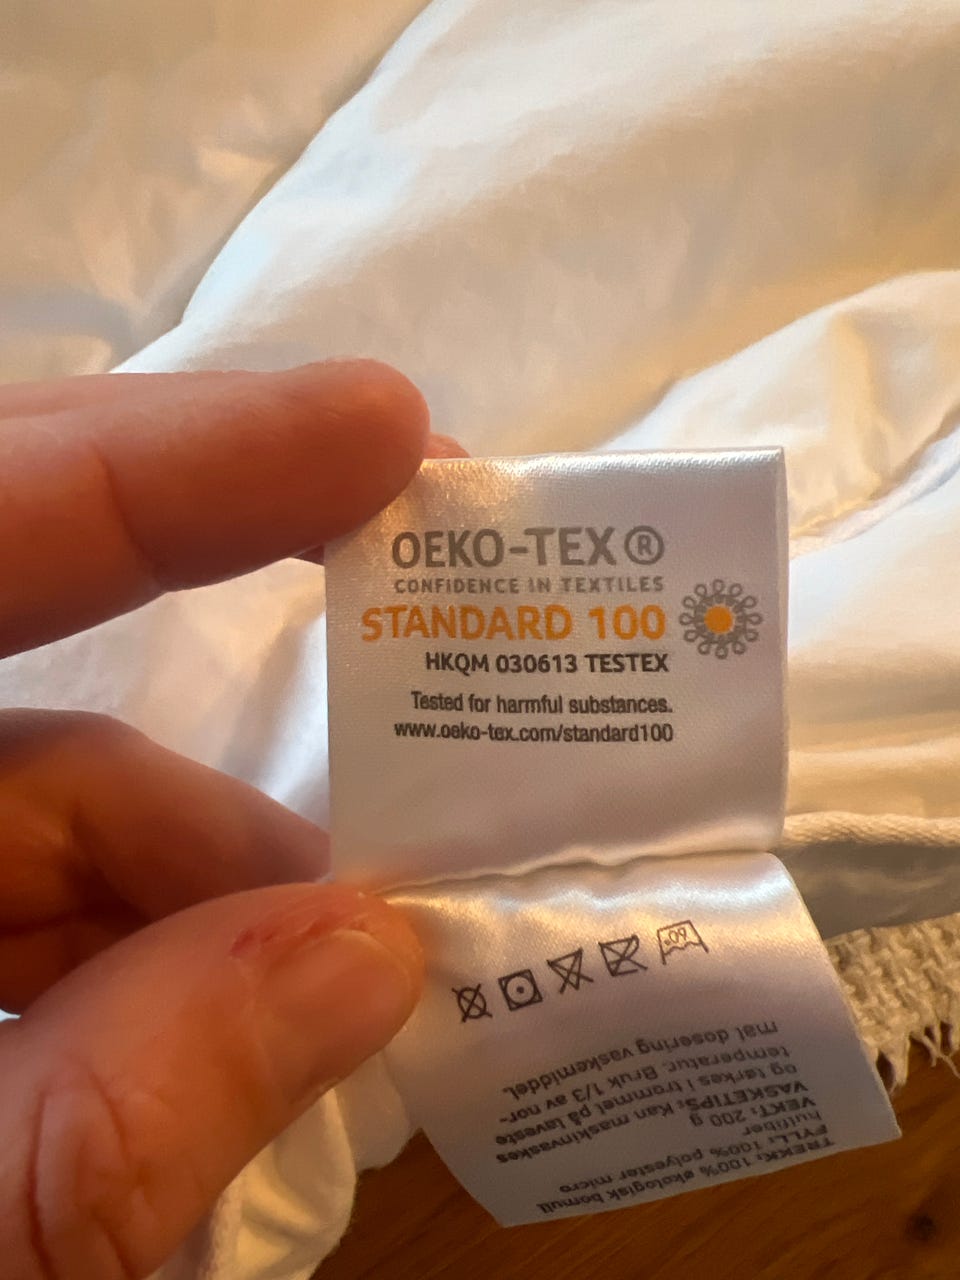 OEKO-TEX®
CONFIDENCE IN TEXTILES
STANDARD 100
HKQM 030613 TESTEX
Tested for harmful substances.
www.oeko-tex.com/standard100
TREKK: 100% økologisk bomull
FYLL: 100% polyester micro
hulfiber
VEKT: 200 g
VASKETIPS: Kan maskinvaskes
og tørkes i trommel på laveste
temperatur. Bruk 1/3 av nor-
mal dosering vaskemiddel.
60°